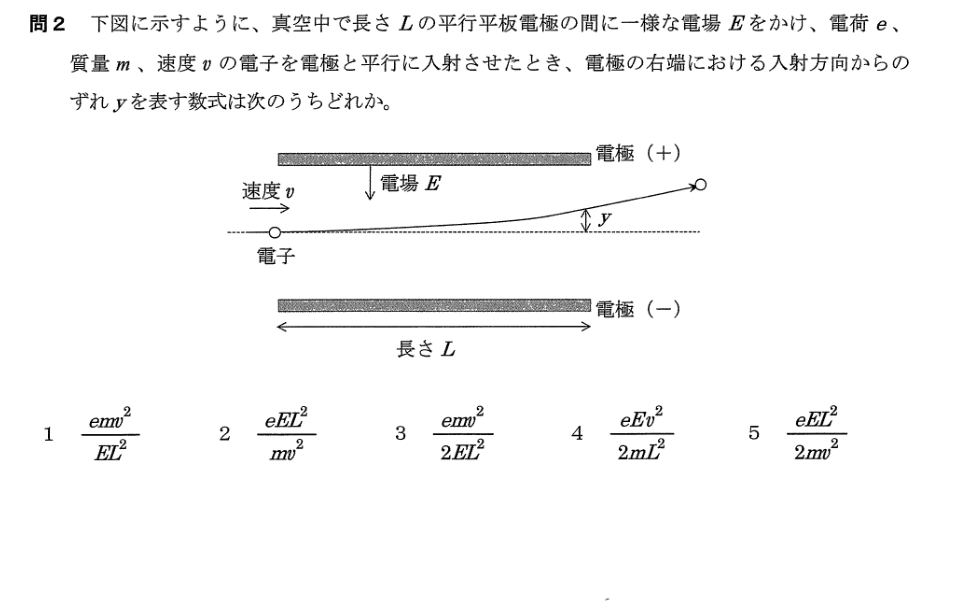 問2 下図に示すように、真空中で長さ L の平行平板電極の間に一様な電場 E をかけ、電荷 e、
質量 m 、速度 v の電子を電極と平行に入射させたとき、電極の右端における入射方向からの
ずれ y を表す数式は次のうちどれか。
電極（+）
電場 E
速度 v
y
電子
電極（−）
長さ L
1 emv²/EL² 2 eEL²/mv² 3 emv²/2EL² 4 eEv²/2mL² 5 eEL²/2mv²